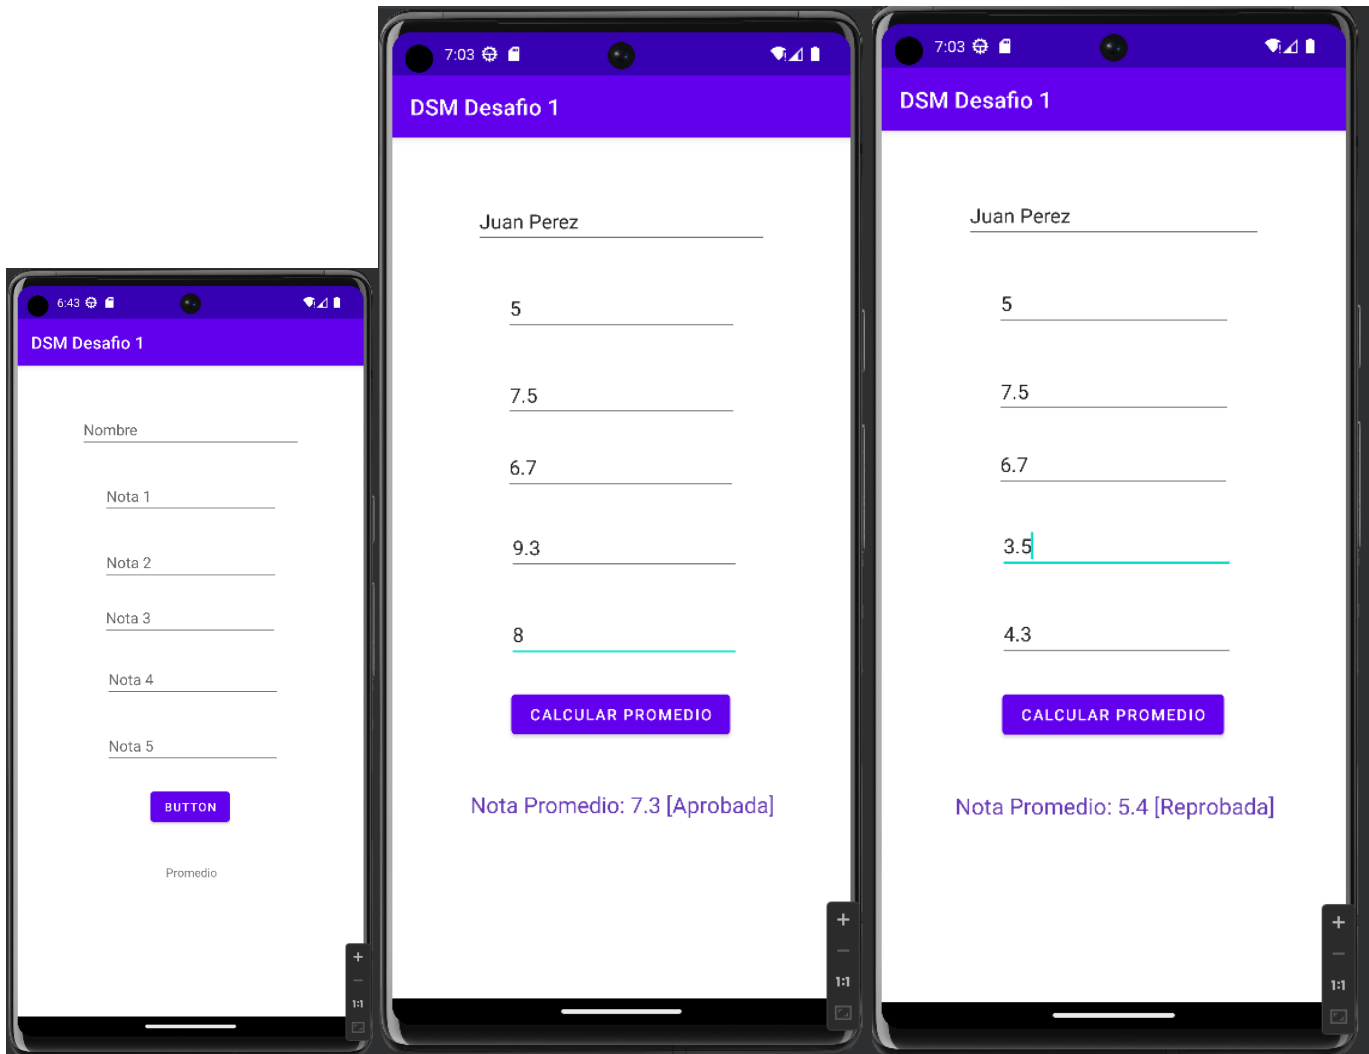 6:43
DSM Desafio 1
Nombre
Nota 1
Nota 2
Nota 3
Nota 4
Nota 5
BUTTON
Promedio
+
−
1:1
7:03
DSM Desafio 1
Juan Perez
5
7.5
6.7
9.3
8
CALCULAR PROMEDIO
Nota Promedio: 7.3 [Aprobada]
+
−
1:1
7:03
DSM Desafio 1
Juan Perez
5
7.5
6.7
3.5
4.3
CALCULAR PROMEDIO
Nota Promedio: 5.4 [Reprobada]
+
−
1:1